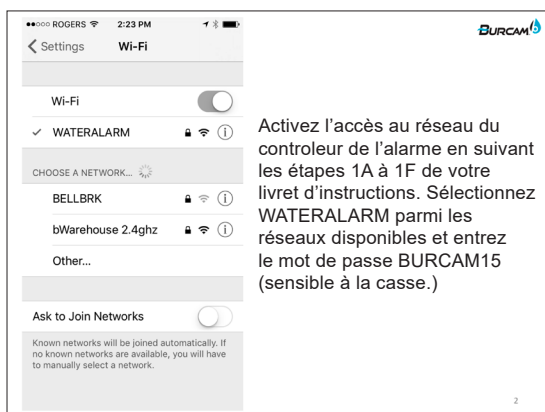 ●●○○○ ROGERS 2:23 PM
Settings Wi-Fi
Wi-Fi
WATERALARM
CHOOSE A NETWORK...
BELLBRK
bWarehouse 2.4ghz
Other...
Ask to Join Networks
Known networks will be joined automatically. If
no known networks are available, you will have
to manually select a network.
BURCAM
Activez l’accès au réseau du
controleur de l’alarme en suivant
les étapes 1A à 1F de votre
livret d’instructions. Sélectionnez
WATERALARM parmi les
réseaux disponibles et entrez
le mot de passe BURCAM15
(sensible à la casse.)
2